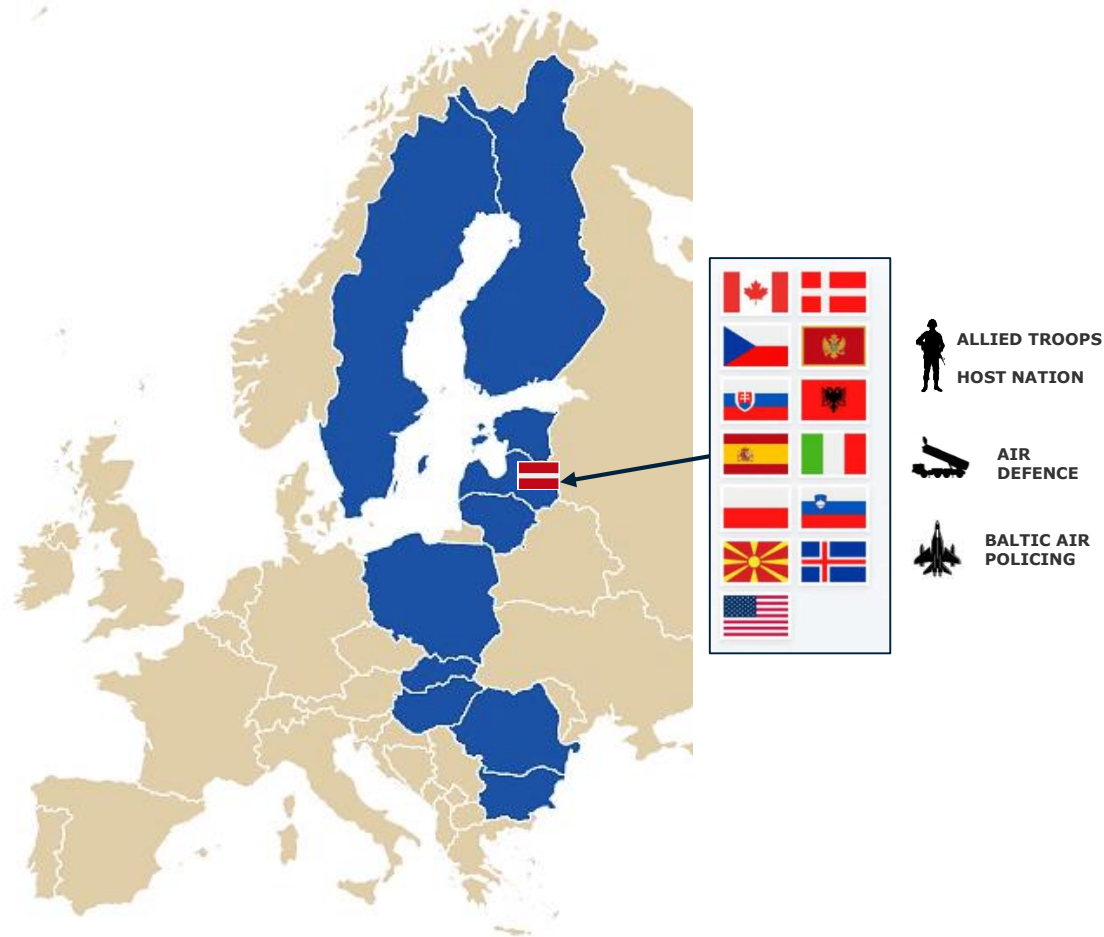 ALLIED TROOPS
HOST NATION
AIR
DEFENCE
BALTIC AIR
POLICING